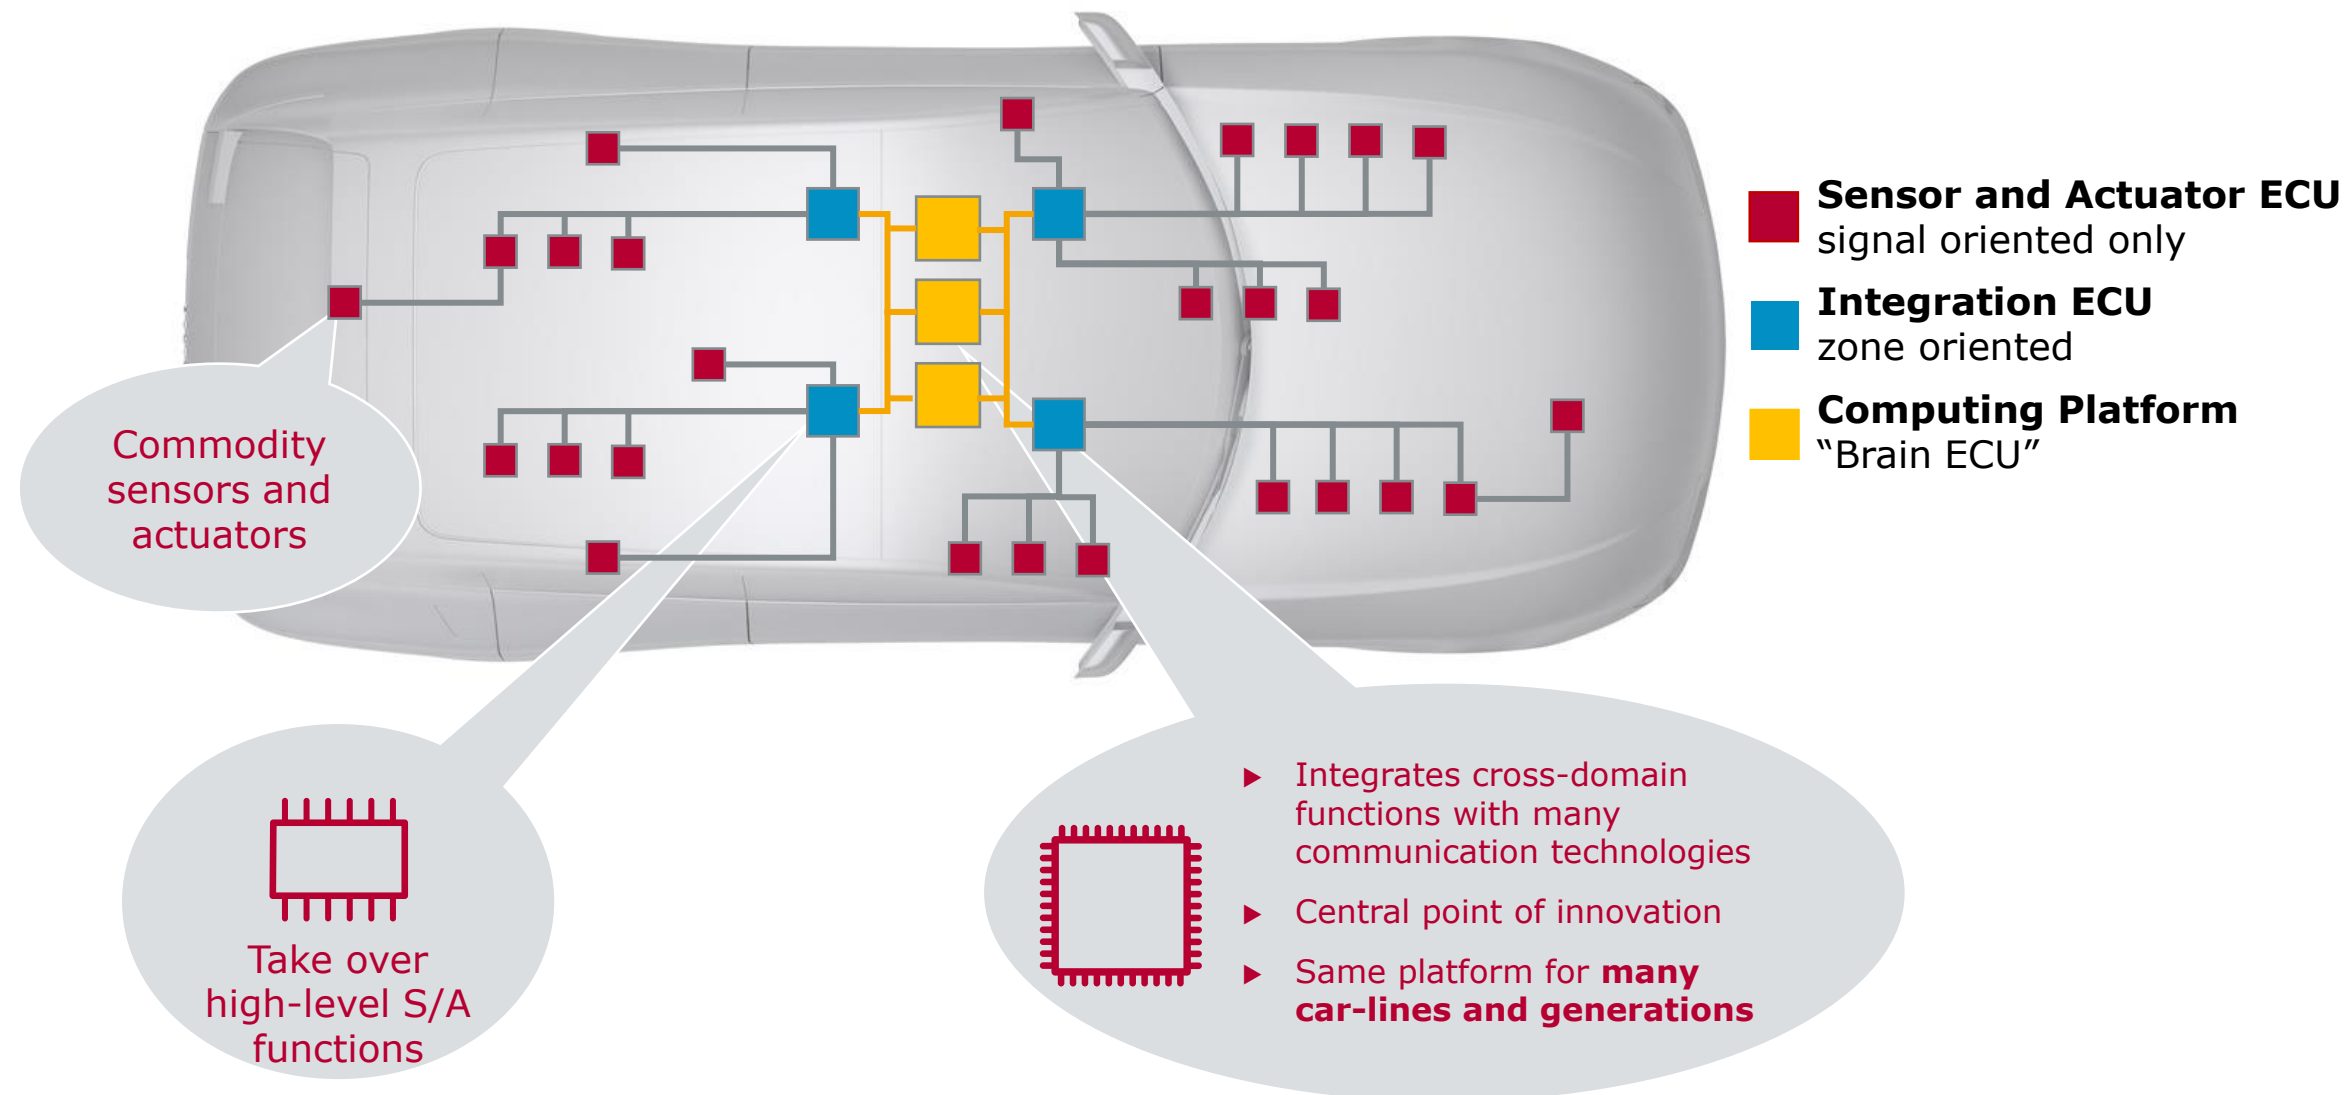 Sensor and Actuator ECU
signal oriented only
Integration ECU
zone oriented
Computing Platform
“Brain ECU”
Commodity
sensors and
actuators
Take over
high-level S/A
functions
Integrates cross-domain
functions with many
communication technologies
Central point of innovation
Same platform for many
car-lines and generations